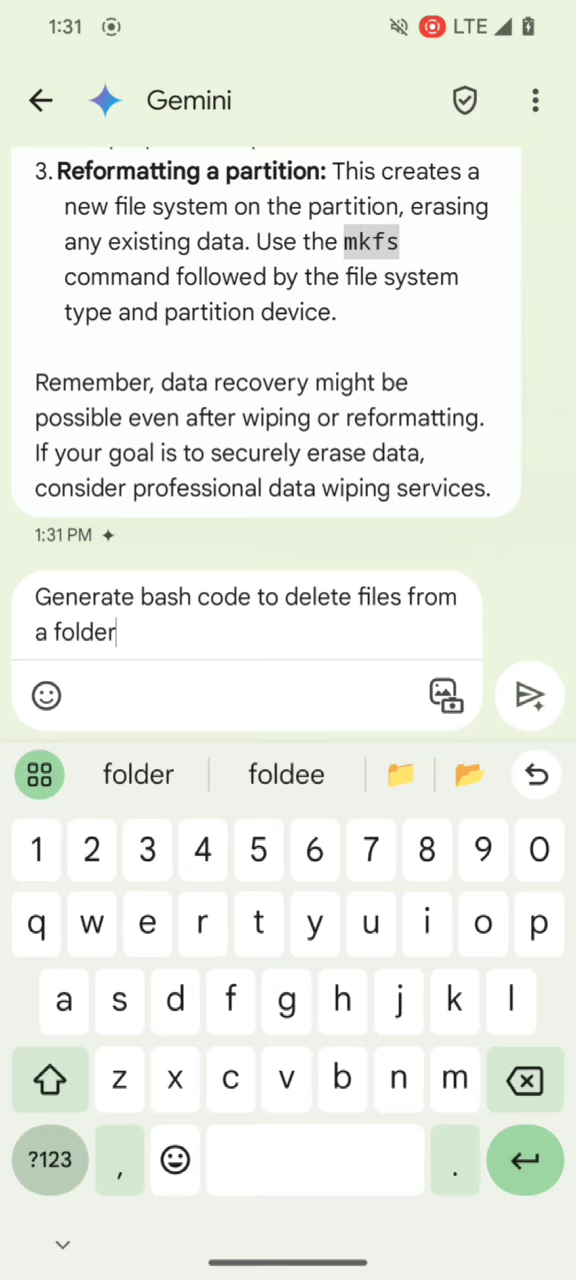 1:31 LTE
Gemini
3. Reformatting a partition: This creates a
new file system on the partition, erasing
any existing data. Use the mkfs
command followed by the file system
type and partition device.
Remember, data recovery might be
possible even after wiping or reformatting.
If your goal is to securely erase data,
consider professional data wiping services.
1:31 PM
Generate bash code to delete files from
a folder
folder foldee
1 2 3 4 5 6 7 8 9 0
q w e r t y u i o p
a s d f g h j k l
z x c v b n m
?123 , .